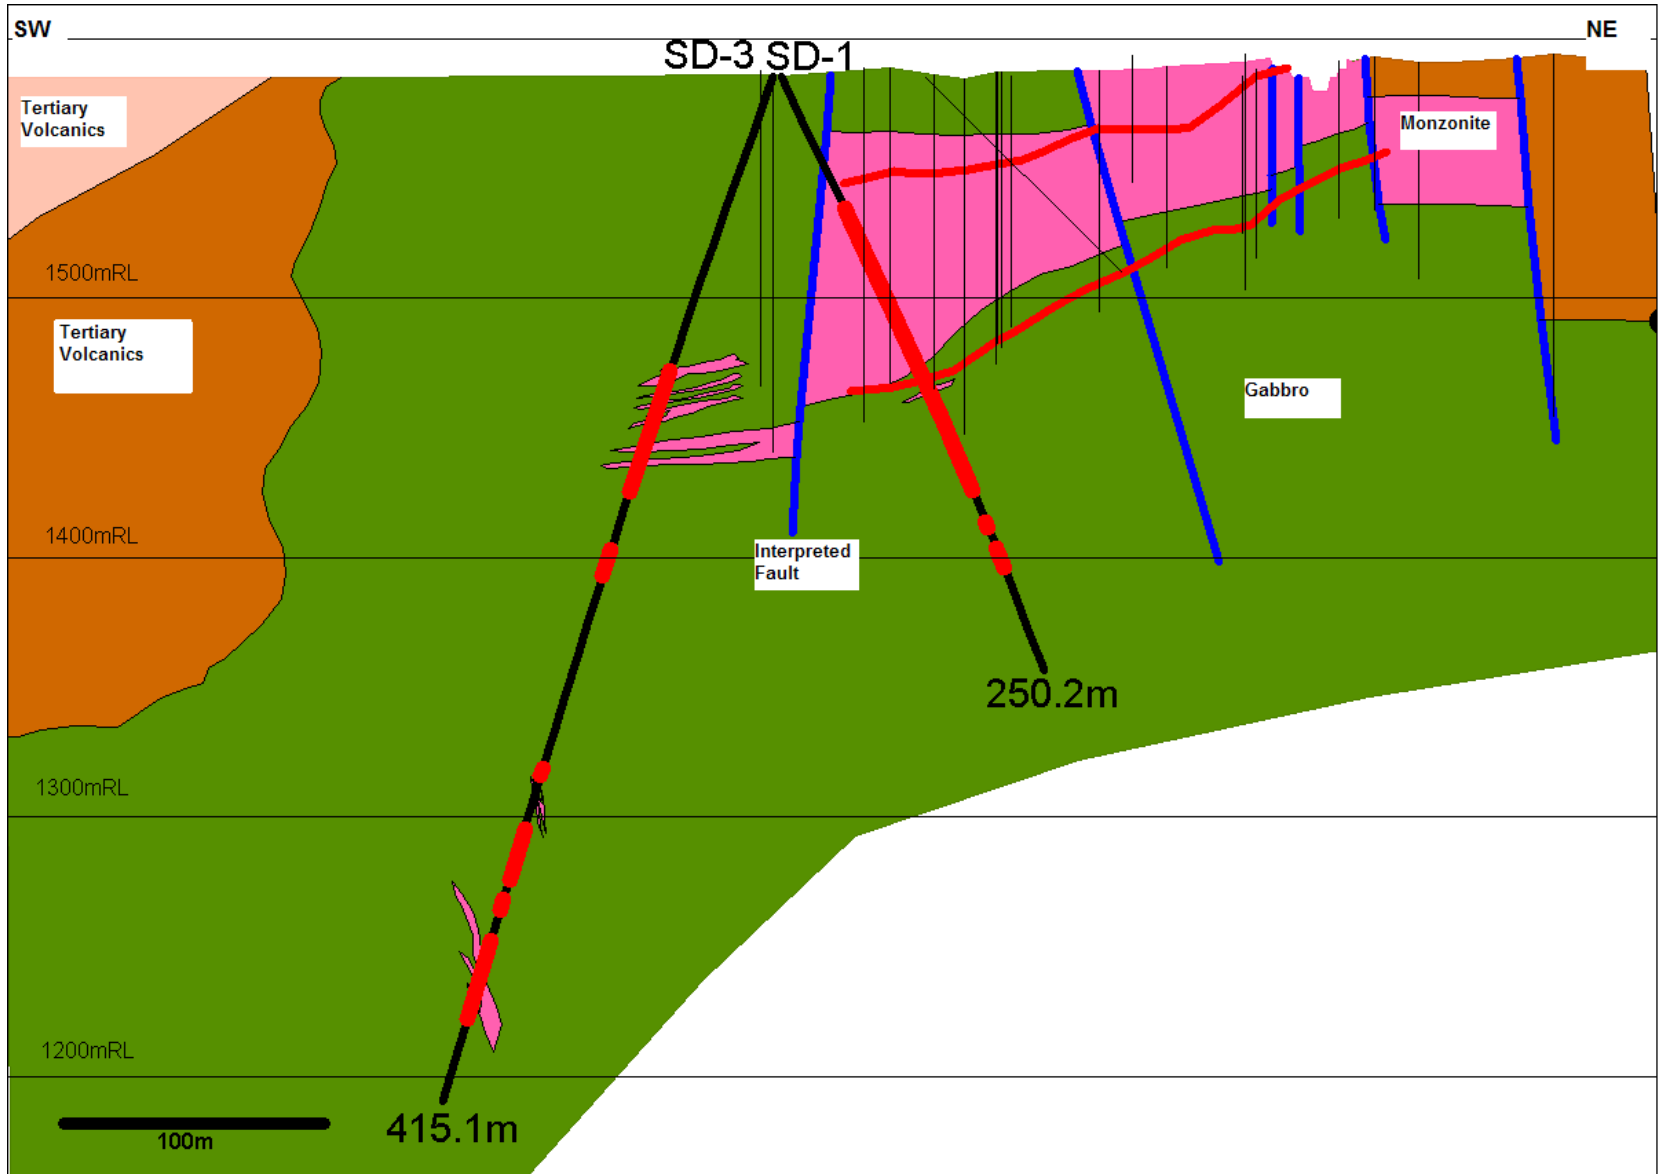 SW
NE
SD-3 SD-1
Tertiary
Volcanics
Monzonite
1500mRL
Tertiary
Volcanics
Gabbro
1400mRL
Interpreted
Fault
250.2m
1300mRL
1200mRL
100m
415.1m